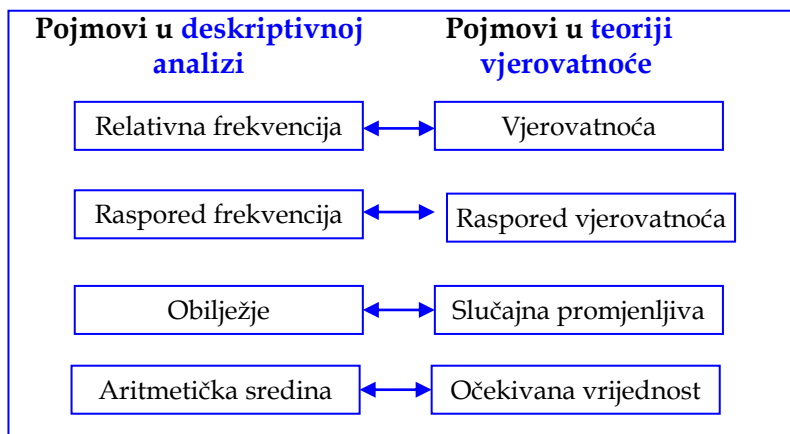 Pojmovi u deskriptivnoj
analizi
Pojmovi u teoriji
vjerovatnoće
Relativna frekvencija
Vjerovatnoća
Raspored frekvencija
Raspored vjerovatnoća
Obilježje
Slučajna promjenljiva
Aritmetička sredina
Očekivana vrijednost